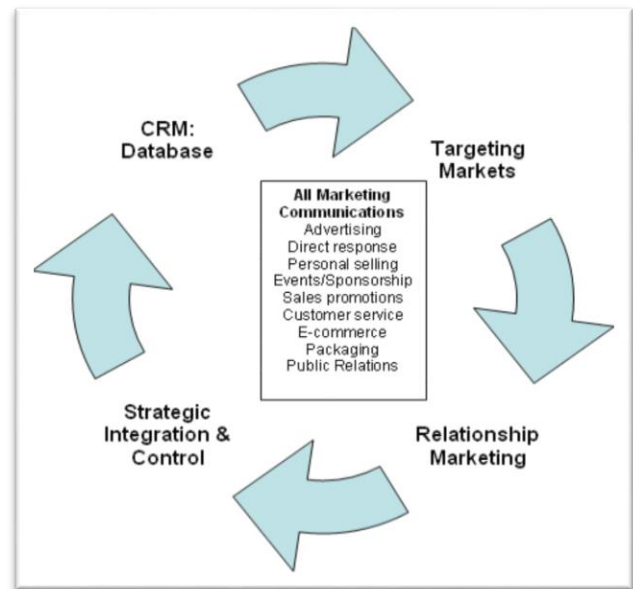 CRM:
Database
Targeting
Markets
All Marketing
Communications
Advertising
Direct response
Personal selling
Events/Sponsorship
Sales promotions
Customer service
E-commerce
Packaging
Public Relations
Strategic
Integration &
Control
Relationship
Marketing